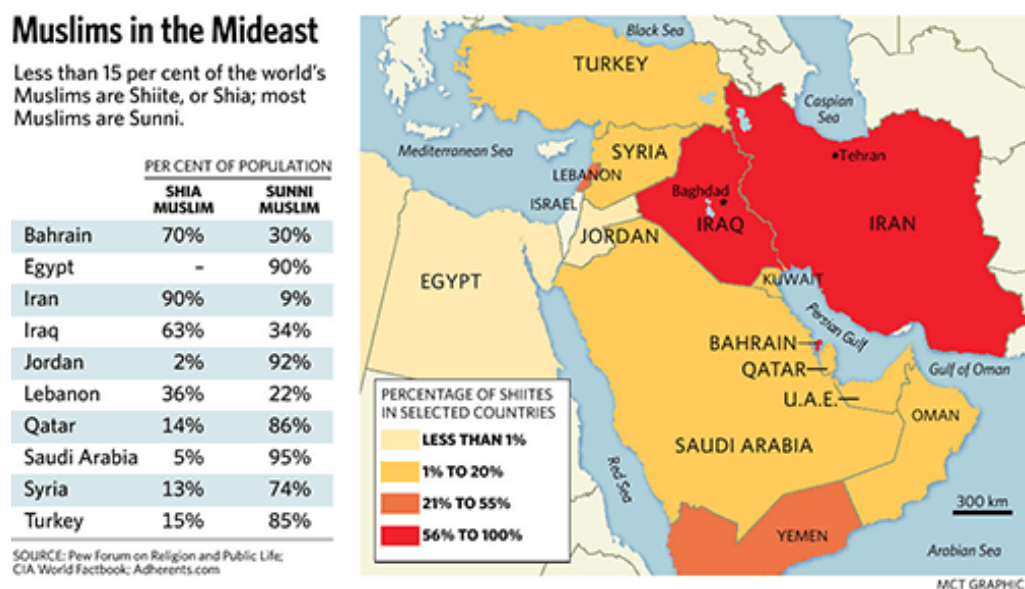 Muslims in the Mideast
Less than 15 per cent of the world's
Muslims are Shiite, or Shia; most
Muslims are Sunni.
PER CENT OF POPULATION
SHIA MUSLIM SUNNI MUSLIM
Bahrain 70% 30%
Egypt – 90%
Iran 90% 9%
Iraq 63% 34%
Jordan 2% 92%
Lebanon 36% 22%
Qatar 14% 86%
Saudi Arabia 5% 95%
Syria 13% 74%
Turkey 15% 85%
SOURCE: Pew Forum on Religion and Public Life;
CIA World Factbook; Adherents.com
Black Sea
TURKEY
Caspian
Sea
Mediterranean Sea
SYRIA
Tehran
LEBANON
Baghdad
ISRAEL
IRAQ
IRAN
JORDAN
EGYPT
KUWAIT
Persian Gulf
BAHRAIN
QATAR
Gulf of Oman
U.A.E.
OMAN
SAUDI ARABIA
Red Sea
YEMEN
300 km
Arabian Sea
PERCENTAGE OF SHIITES
IN SELECTED COUNTRIES
LESS THAN 1%
1% TO 20%
21% TO 55%
56% TO 100%
MCT GRAPHIC